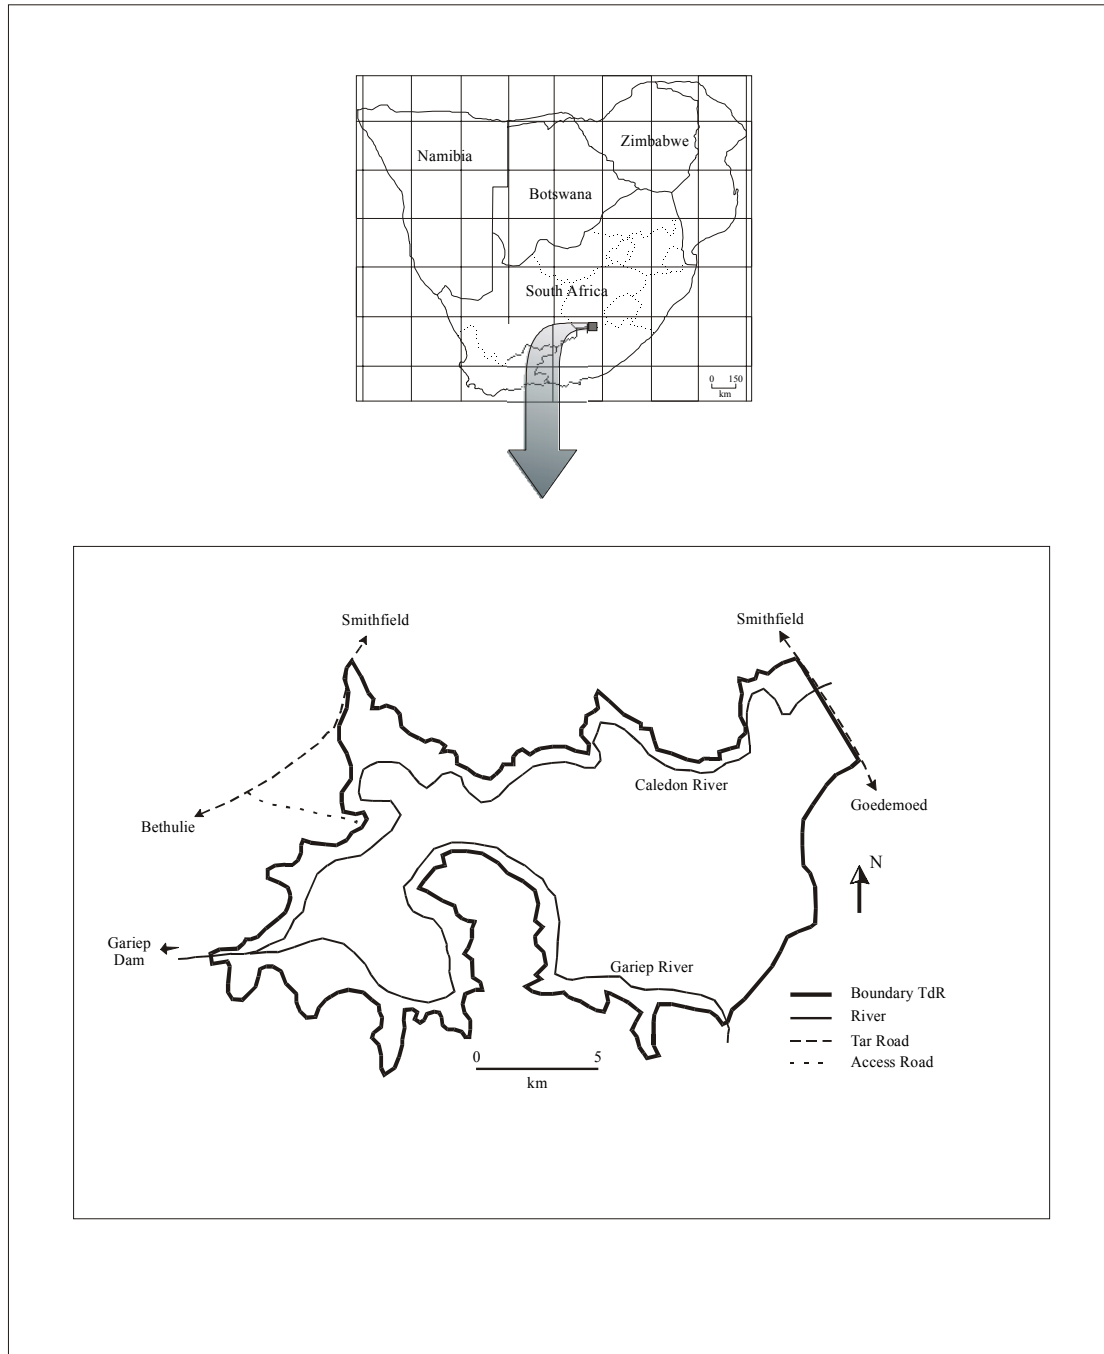 Zimbabwe
Namibia
Botswana
South Africa
0 150
km
Smithfield
Smithfield
Caledon River
Goedemoed
Bethulie
N
Gariep
Dam
Gariep River
Boundary TdR
River
Tar Road
Access Road
0 5
km